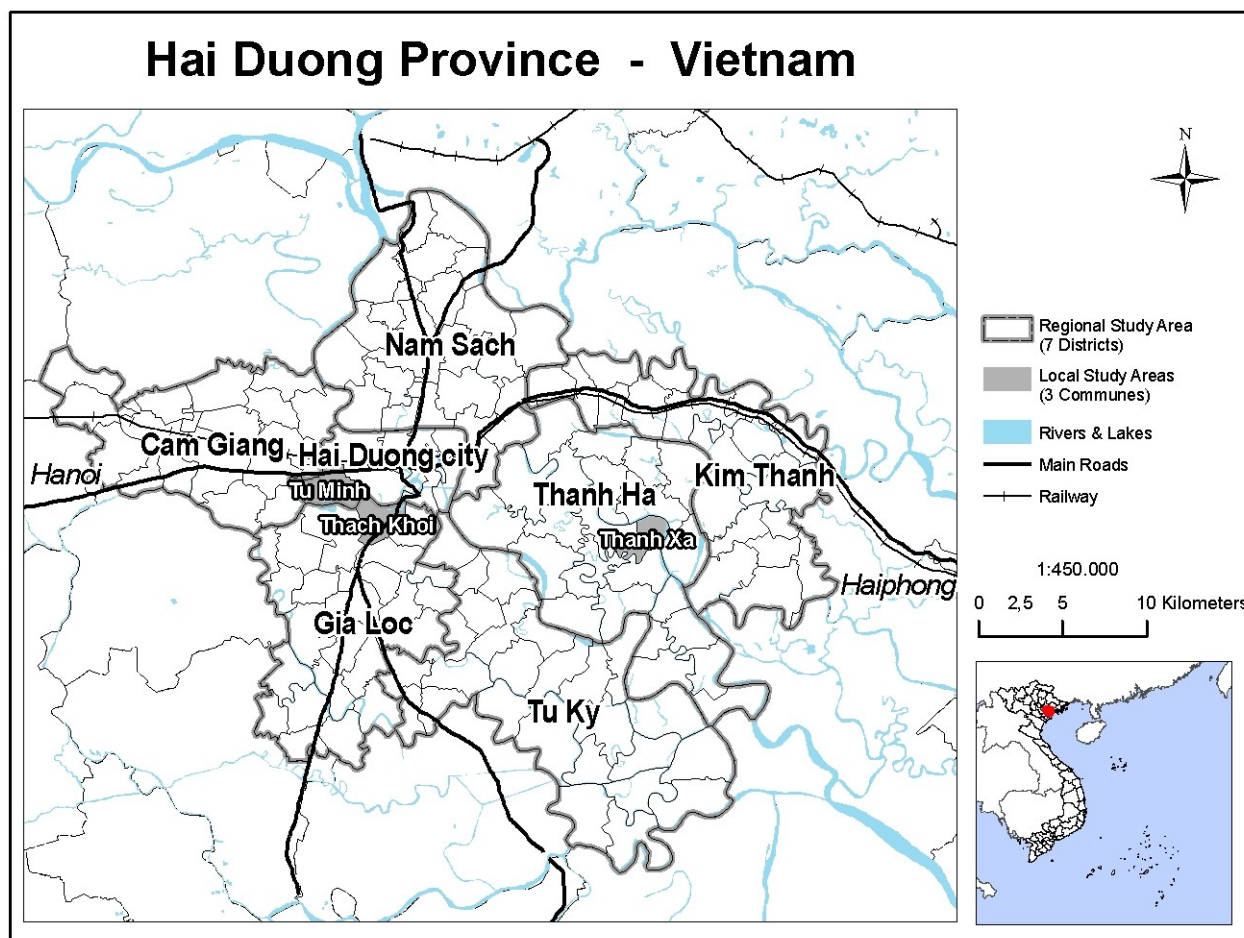 Hai Duong Province - Vietnam
N
Nam Sach
Cam Giang
Hai Duong city
Hanoi
Tu Minh
Thach Khoi
Thanh Ha
Kim Thanh
Thanh Xa
Haiphong
Gia Loc
Tu Ky
Regional Study Area
(7 Districts)
Local Study Areas
(3 Communes)
Rivers & Lakes
Main Roads
Railway
1:450.000
0 2,5 5 10 Kilometers